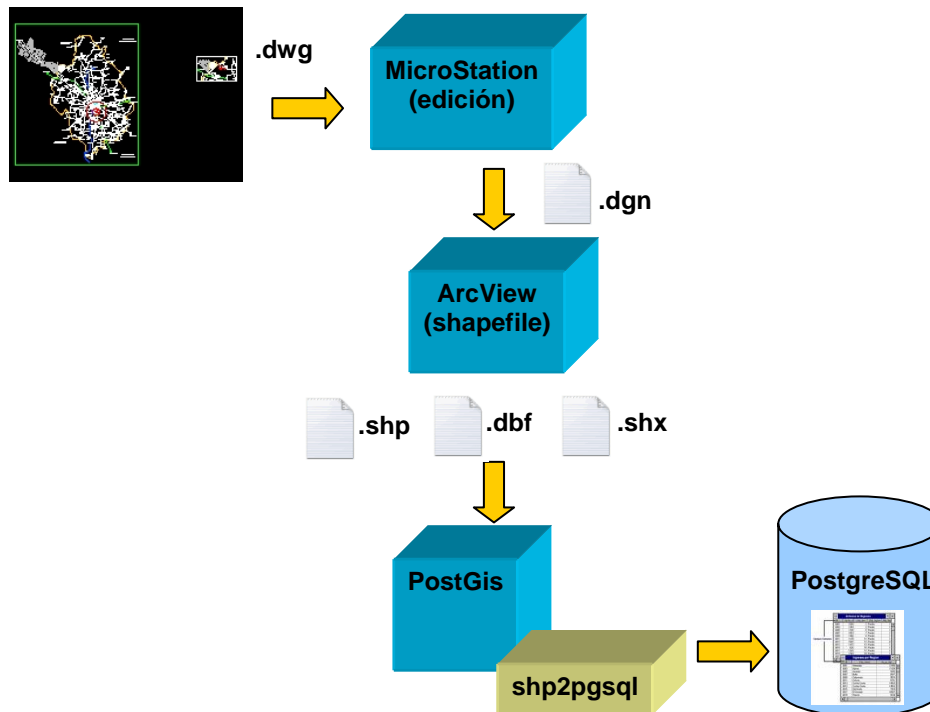 .dwg
MicroStation
(edición)
.dgn
ArcView
(shapefile)
.shp
.dbf
.shx
PostGis
PostgreSQL
shp2pgsql